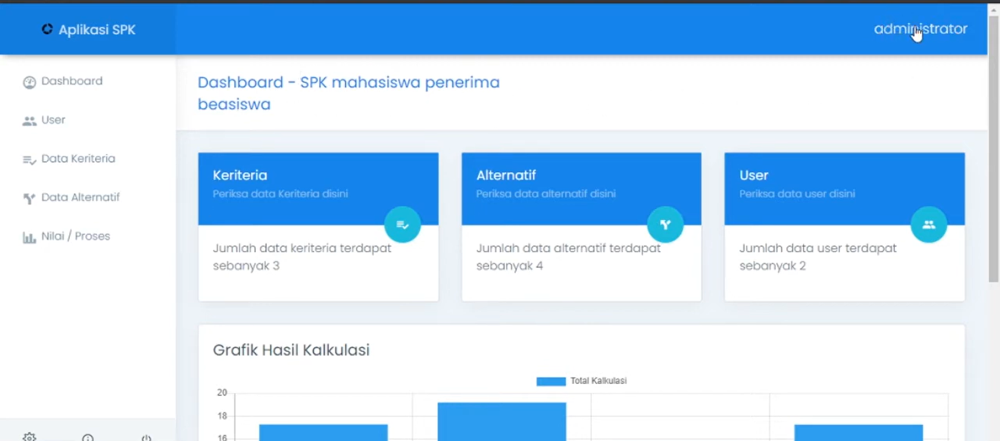 Aplikasi SPK
administrator
Dashboard
User
Data Keriteria
Data Alternatif
Nilai / Proses
Dashboard - SPK mahasiswa penerima
beasiswa
Keriteria
Periksa data Keriteria disini
Jumlah data keriteria terdapat
sebanyak 3
Alternatif
Periksa data alternatif disini
Jumlah data alternatif terdapat
sebanyak 4
User
Periksa data user disini
Jumlah data user terdapat
sebanyak 2
Grafik Hasil Kalkulasi
Total Kalkulasi
20
18
16